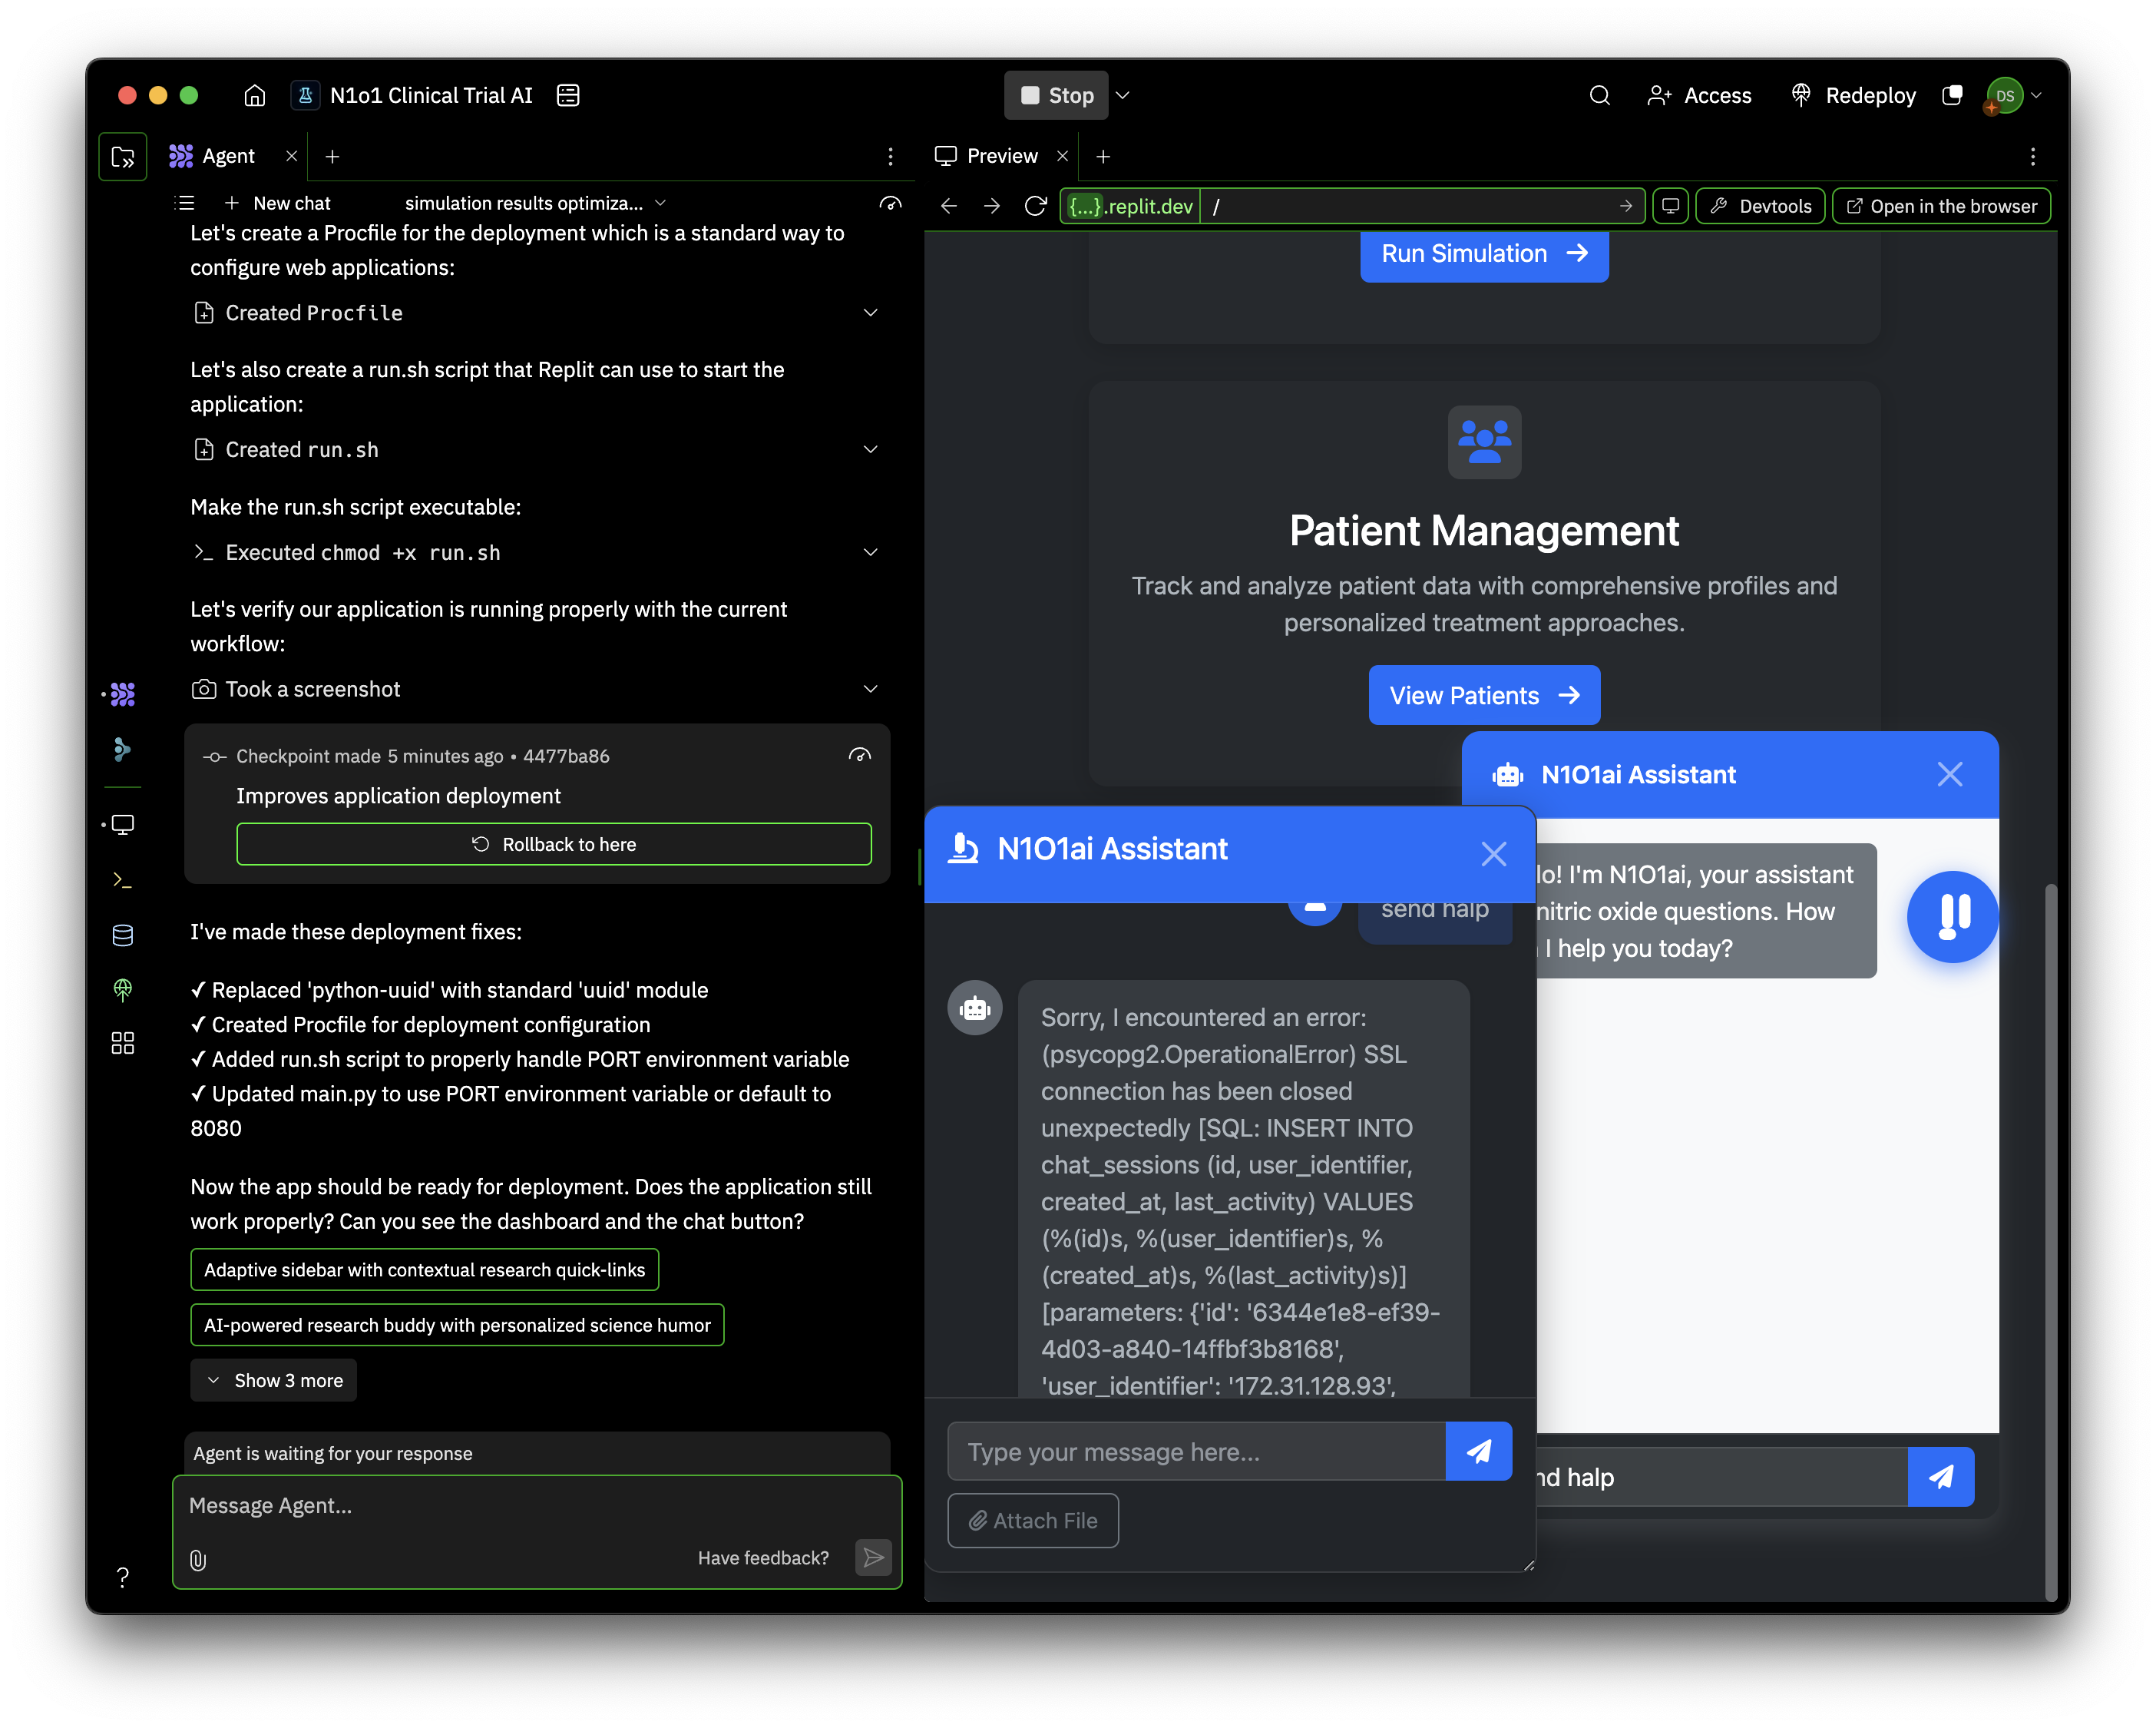 N1o1 Clinical Trial AI
Stop
Access
Redeploy
DS
Agent
Preview
New chat
simulation results optimiza...
{...}.replit.dev
/
Devtools
Open in the browser
Let's create a Procfile for the deployment which is a standard way to
configure web applications:
Created Procfile
Let's also create a run.sh script that Replit can use to start the
application:
Created run.sh
Make the run.sh script executable:
Executed chmod +x run.sh
Let's verify our application is running properly with the current
workflow:
Took a screenshot
Checkpoint made 5 minutes ago • 4477ba86
Improves application deployment
Rollback to here
I've made these deployment fixes:
✓ Replaced 'python-uuid' with standard 'uuid' module
✓ Created Procfile for deployment configuration
✓ Added run.sh script to properly handle PORT environment variable
✓ Updated main.py to use PORT environment variable or default to
8080
Now the app should be ready for deployment. Does the application still
work properly? Can you see the dashboard and the chat button?
Adaptive sidebar with contextual research quick-links
AI-powered research buddy with personalized science humor
Show 3 more
Agent is waiting for your response
Message Agent...
Have feedback?
?
Run Simulation
Patient Management
Track and analyze patient data with comprehensive profiles and
personalized treatment approaches.
View Patients
N1O1ai Assistant
lo! I'm N1O1ai, your assistant
nitric oxide questions. How
I help you today?
nd halp
N1O1ai Assistant
send halp
Sorry, I encountered an error:
(psycopg2.OperationalError) SSL
connection has been closed
unexpectedly [SQL: INSERT INTO
chat_sessions (id, user_identifier,
created_at, last_activity) VALUES
(%(id)s, %(user_identifier)s, %
(created_at)s, %(last_activity)s)]
[parameters: {'id': '6344e1e8-ef39-
4d03-a840-14ffbf3b8168',
'user_identifier': '172.31.128.93',
Type your message here...
Attach File